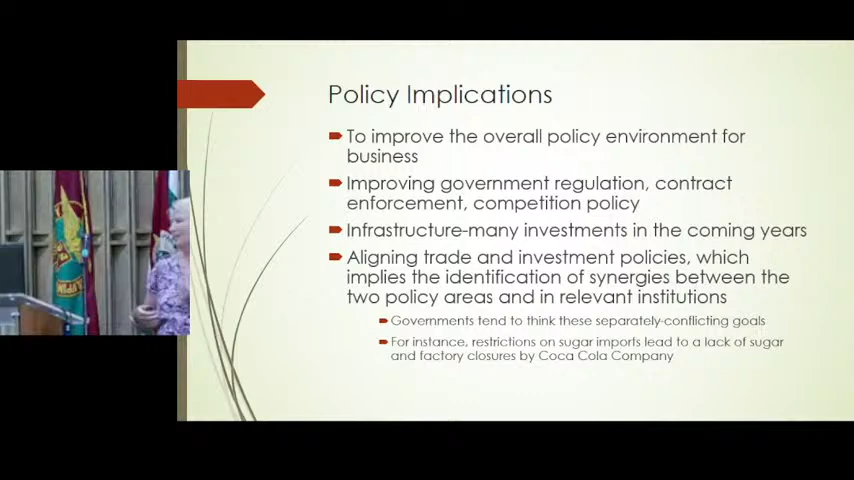 Policy Implications
To improve the overall policy environment for
business
Improving government regulation, contract
enforcement, competition policy
Infrastructure-many investments in the coming years
Aligning trade and investment policies, which
implies the identification of synergies between the
two policy areas and in relevant institutions
Governments tend to think these separately-conflicting goals
For instance, restrictions on sugar imports lead to a lack of sugar
and factory closures by Coca Cola Company